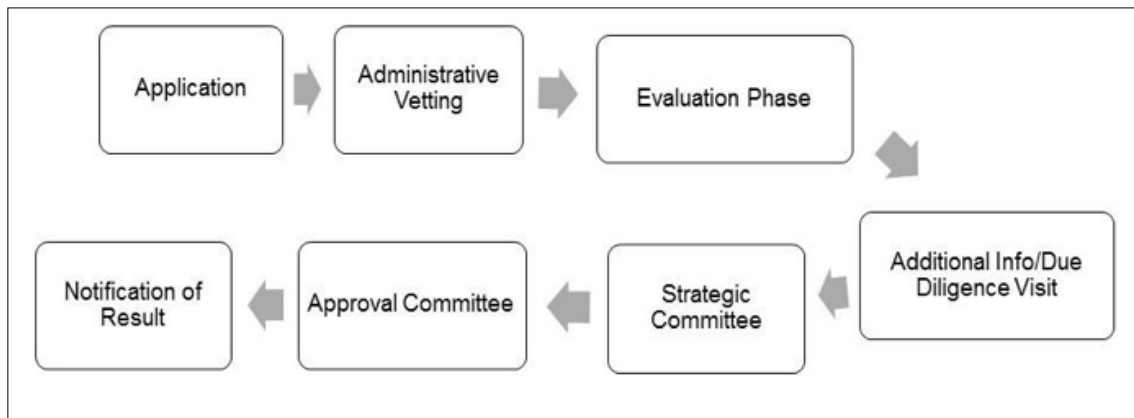 Application
Administrative
Vetting
Evaluation Phase
Additional Info/Due
Diligence Visit
Strategic
Committee
Approval Committee
Notification of
Result